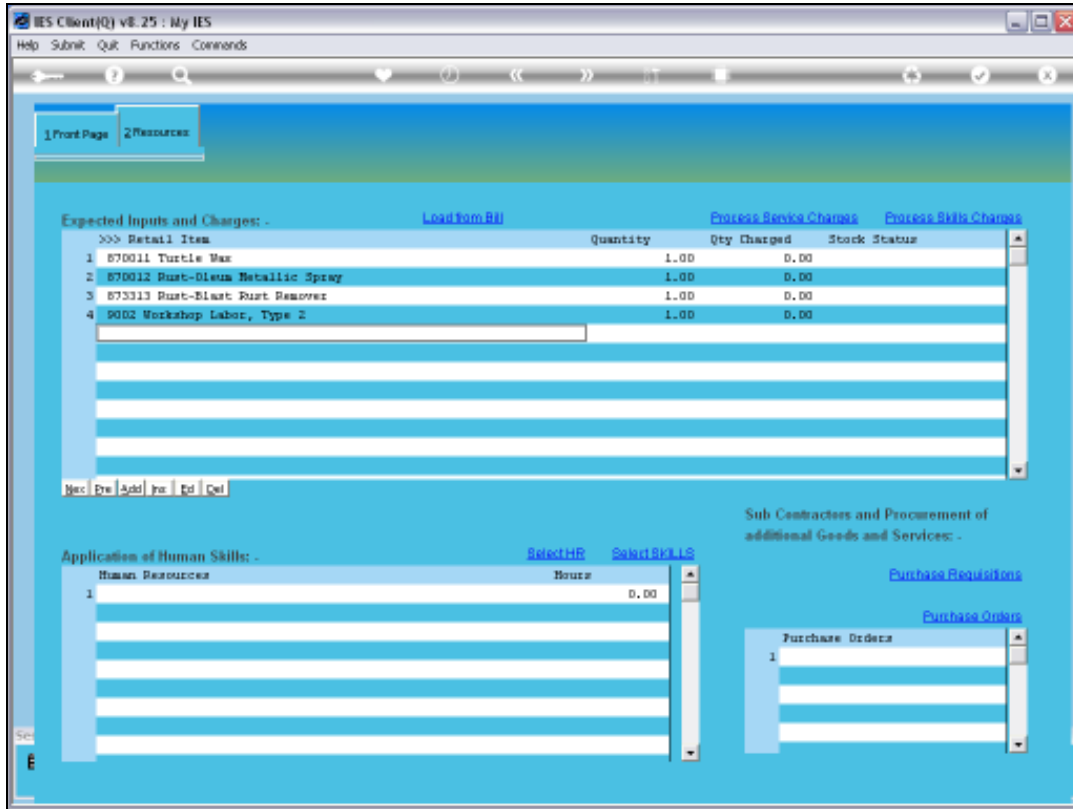 IES Client(Q) v8.25 : My IES
Help Submit Quit Functions Commands
1 Front Page 2 Resources
Expected Inputs and Charges: - Load from Bill Process Service Charges Process Skills Charges
>>> Retail Item Quantity Qty Charged Stock Status
1 870011 Turtle Wax 1.00 0.00
2 870012 Rust-Oleum Metallic Spray 1.00 0.00
3 873313 Rust-Blast Rust Remover 1.00 0.00
4 9002 Workshop Labor, Type 2 1.00 0.00
Nex Pre Add Ins Ed Del
Sub Contractors and Procurement of
additional Goods and Services: -
Application of Human Skills: - Select HR Select SKILLS
Human Resources Hours
Purchase Requisitions
1 0.00
Purchase Orders
Purchase Orders
1